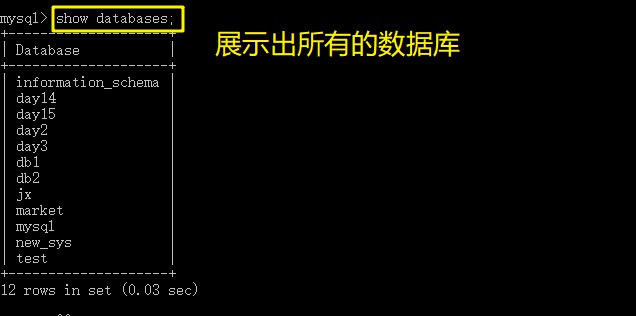 mysql> show databases;
展示出所有的数据库
+--------------------+
| Database |
+--------------------+
| information_schema |
| day14 |
| day15 |
| day2 |
| day3 |
| db1 |
| db2 |
| jx |
| market |
| mysql |
| new_sys |
| test |
+--------------------+
12 rows in set (0.03 sec)